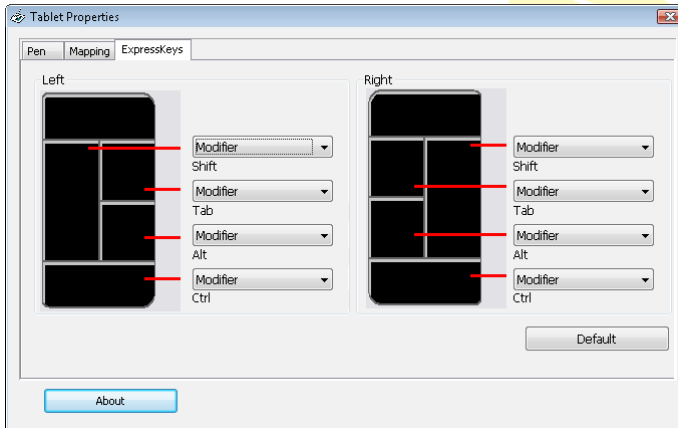 Tablet Properties
Pen Mapping ExpressKeys
Left
Modifier
Shift
Modifier
Tab
Modifier
Alt
Modifier
Ctrl
Right
Modifier
Shift
Modifier
Tab
Modifier
Alt
Modifier
Ctrl
Default
About